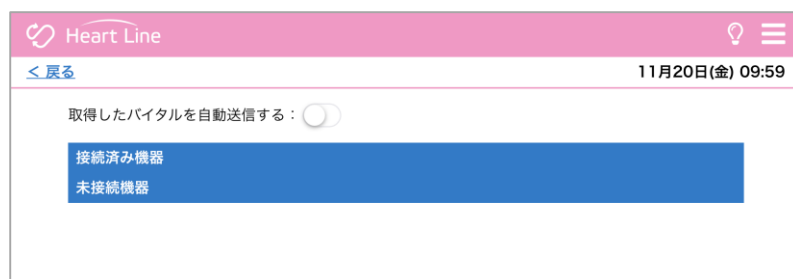 Heart Line
< 戻る
11月20日(金) 09:59
取得したバイタルを自動送信する：
接続済み機器
未接続機器